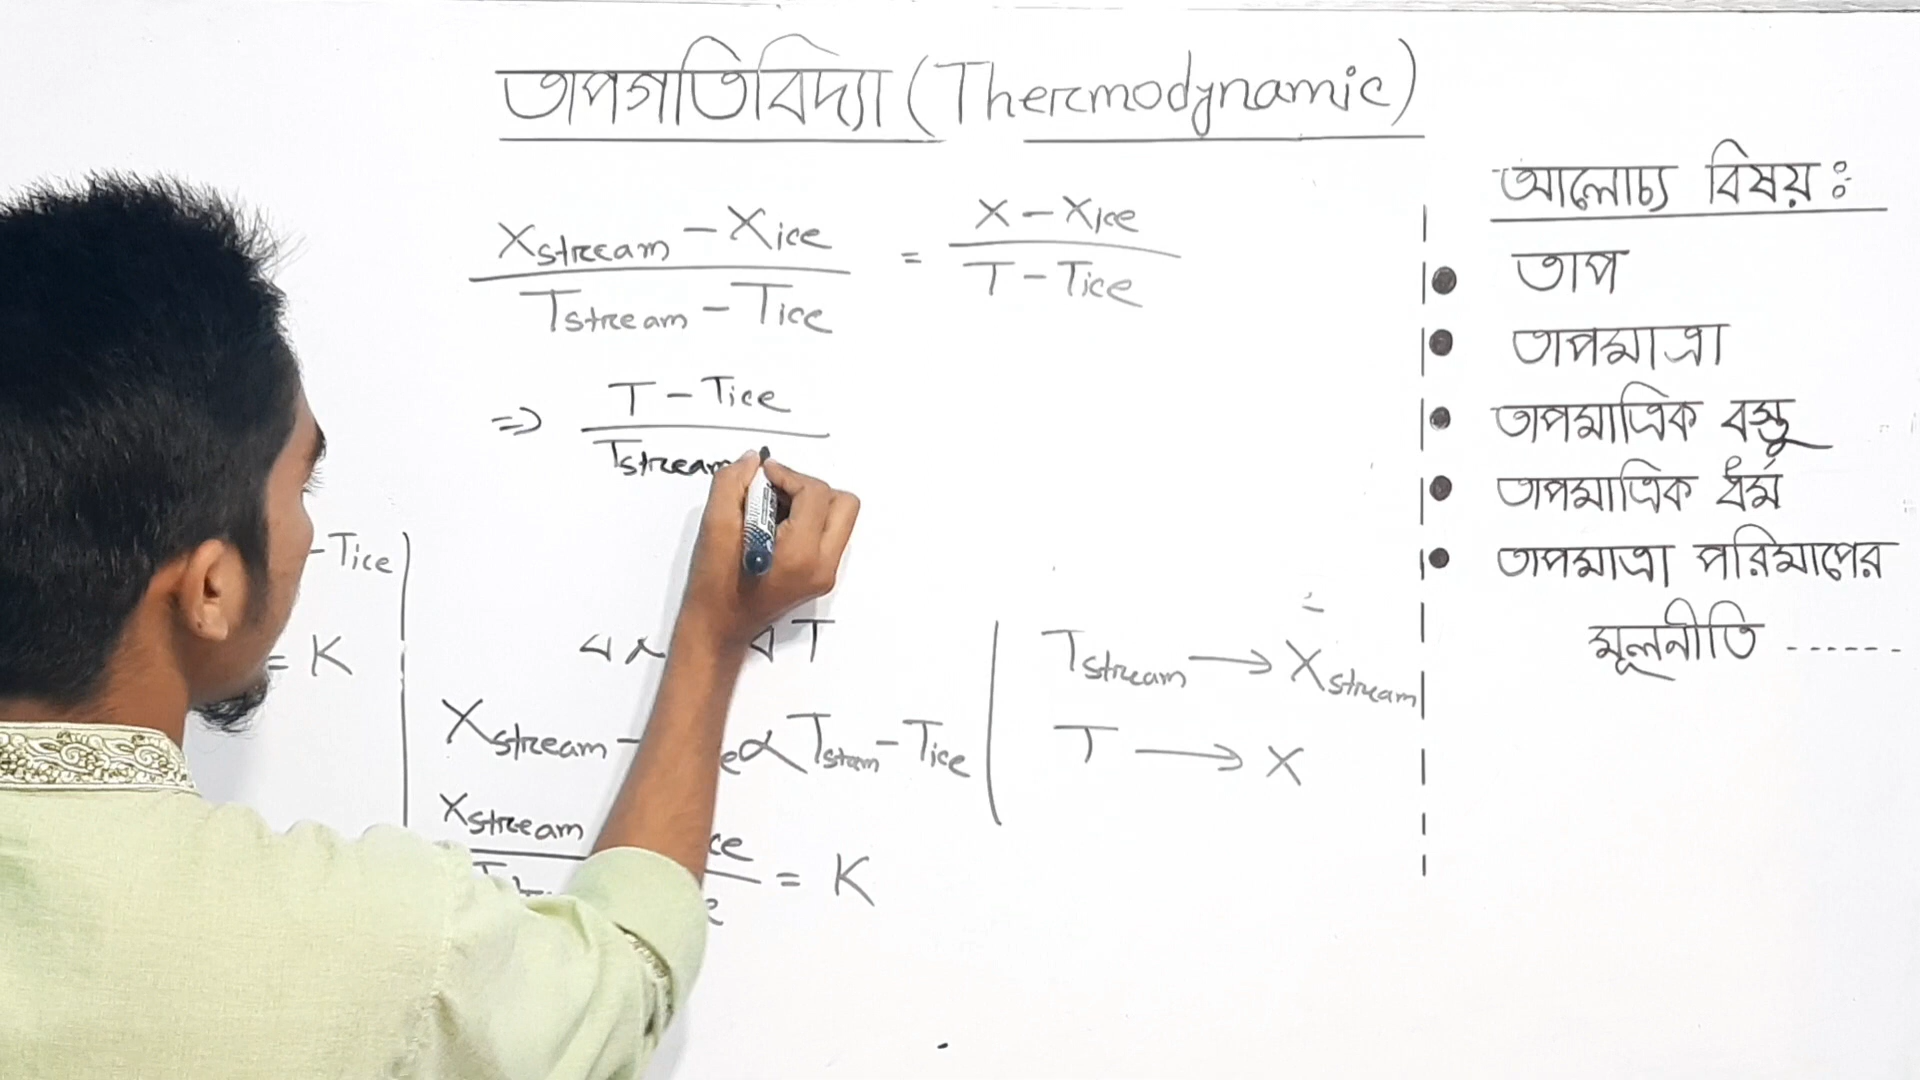 তাপগতিবিদ্যা (Thermodynamic)
Xstream - Xice / Tstream - Tice = X - Xice / T - Tice
⇒ T - Tice / Tstream
-Tice
= K
T
Xstream - e ∝ Tstam - Tice
Xstream ce = K
Tstream → Xstream
T → X
আলোচ্য বিষয়ঃ
● তাপ
● তাপমাত্রা
● তাপমাত্রিক বস্তু
● তাপমাত্রিক ধর্ম
● তাপমাত্রা পরিমাপের
মূলনীতি ......